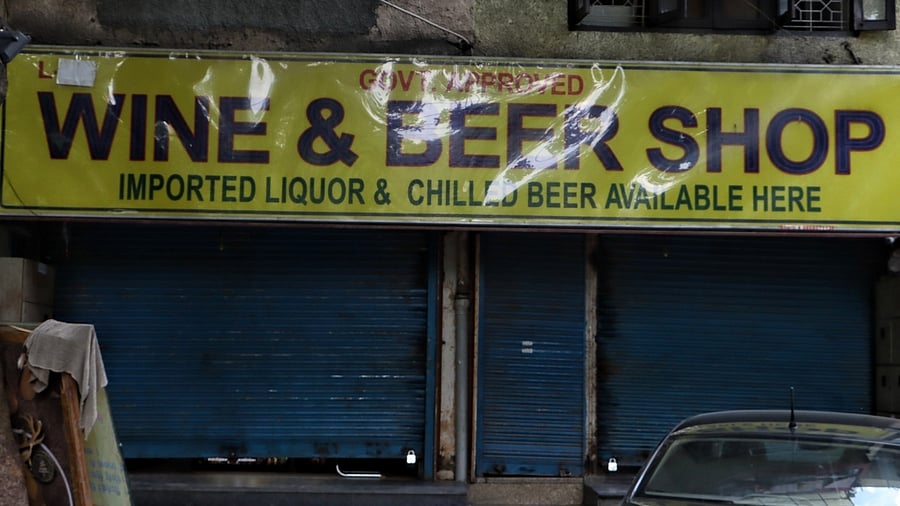 GOVT. APPROVED
WINE & BEER SHOP
IMPORTED LIQUOR & CHILLED BEER AVAILABLE HERE